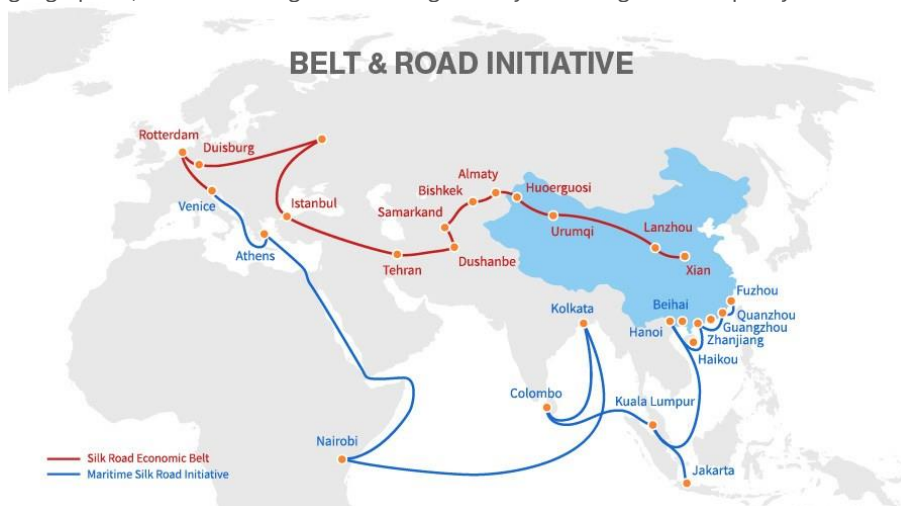 BELT & ROAD INITIATIVE
Rotterdam
Duisburg
Venice
Istanbul
Athens
Almaty
Bishkek
Huoerguosi
Samarkand
Urumqi
Lanzhou
Tehran
Dushanbe
Xian
Fuzhou
Kolkata
Beihai
Quanzhou
Hanoi
Guangzhou
Zhanjiang
Haikou
Colombo
Kuala Lumpur
Nairobi
Jakarta
Silk Road Economic Belt
Maritime Silk Road Initiative